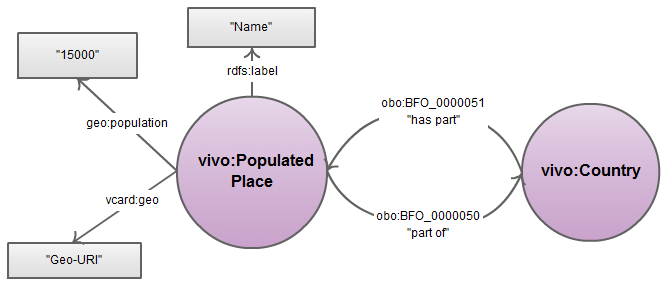 "Name"
"15000"
rdfs:label
obo:BFO_0000051
"has part"
geo:population
vivo:Populated
Place
vivo:Country
vcard:geo
obo:BFO_0000050
"part of"
"Geo-URI"